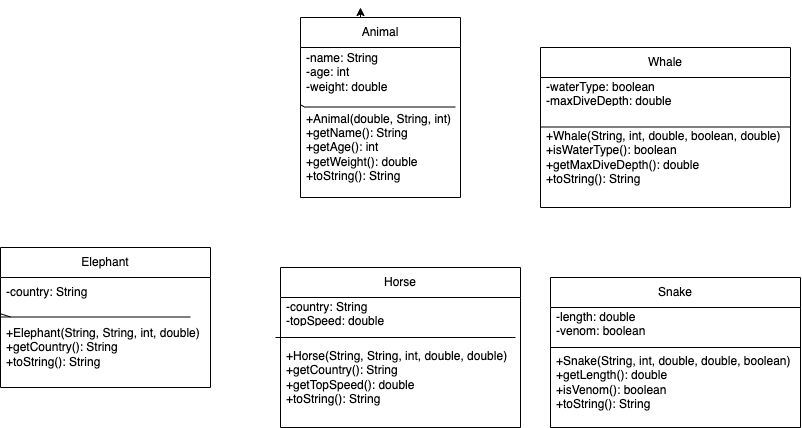 Animal
-name: String
-age: int
-weight: double
+Animal(double, String, int)
+getName(): String
+getAge(): int
+getWeight(): double
+toString(): String
Whale
-waterType: boolean
-maxDiveDepth: double
+Whale(String, int, double, boolean, double)
+isWaterType(): boolean
+getMaxDiveDepth(): double
+toString(): String
Elephant
-country: String
+Elephant(String, String, int, double)
+getCountry(): String
+toString(): String
Horse
-country: String
-topSpeed: double
+Horse(String, String, int, double, double)
+getCountry(): String
+getTopSpeed(): double
+toString(): String
Snake
-length: double
-venom: boolean
+Snake(String, int, double, double, boolean)
+getLength(): double
+isVenom(): boolean
+toString(): String